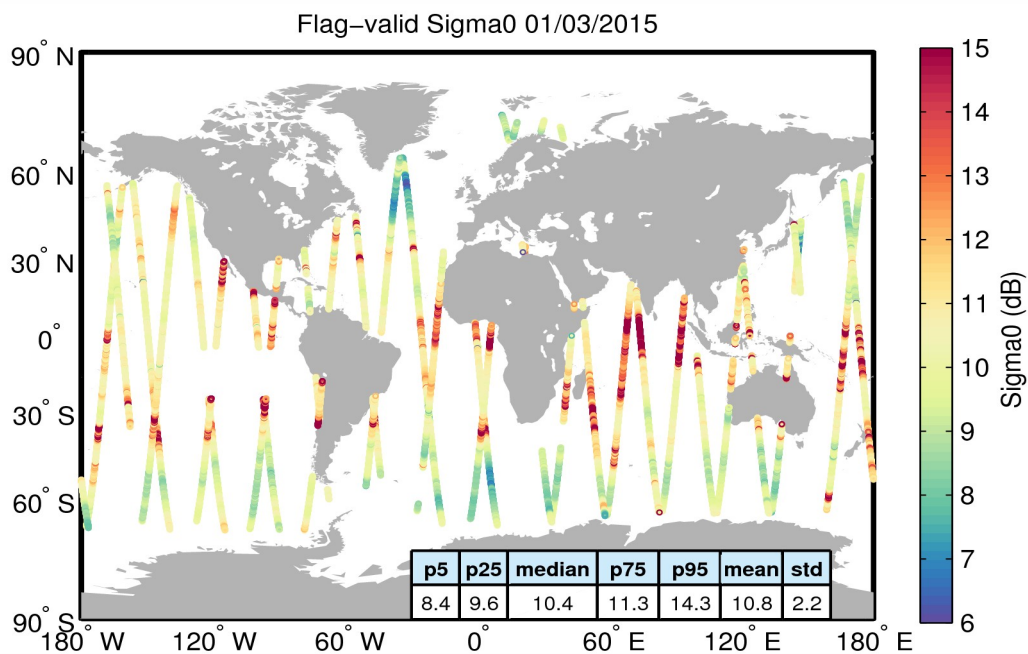 Flag−valid Sigma0 01/03/2015
90° N
60° N
30° N
0°
30° S
60° S
90° S
180° W
120° W
60° W
0°
60° E
120° E
180° E
p5 p25 median p75 p95 mean std
8.4 9.6 10.4 11.3 14.3 10.8 2.2
15
14
13
12
11
10
9
8
7
6
Sigma0 (dB)